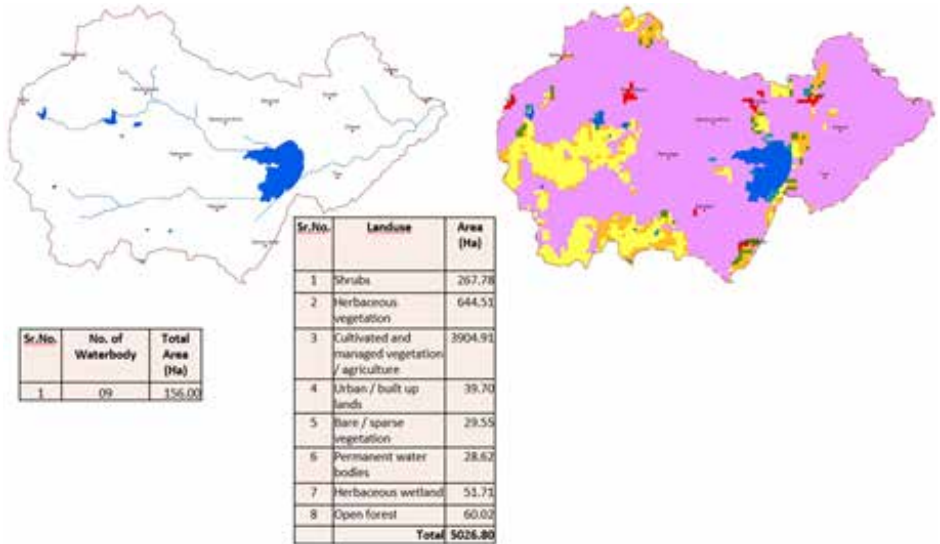 Sr.No.
No. of
Waterbody
Total
Area
(Ha)
1
09
156.00
Sr.No.
Landuse
Area
(Ha)
1
Shrubs
267.78
2
Herbaceous
vegetation
644.51
3
Cultivated and
managed vegetation
/ agriculture
3904.91
4
Urban / built up
lands
39.70
5
Bare / sparse
vegetation
29.55
6
Permanent water
bodies
28.62
7
Herbaceous wetland
51.71
8
Open forest
60.02
Total
5026.80